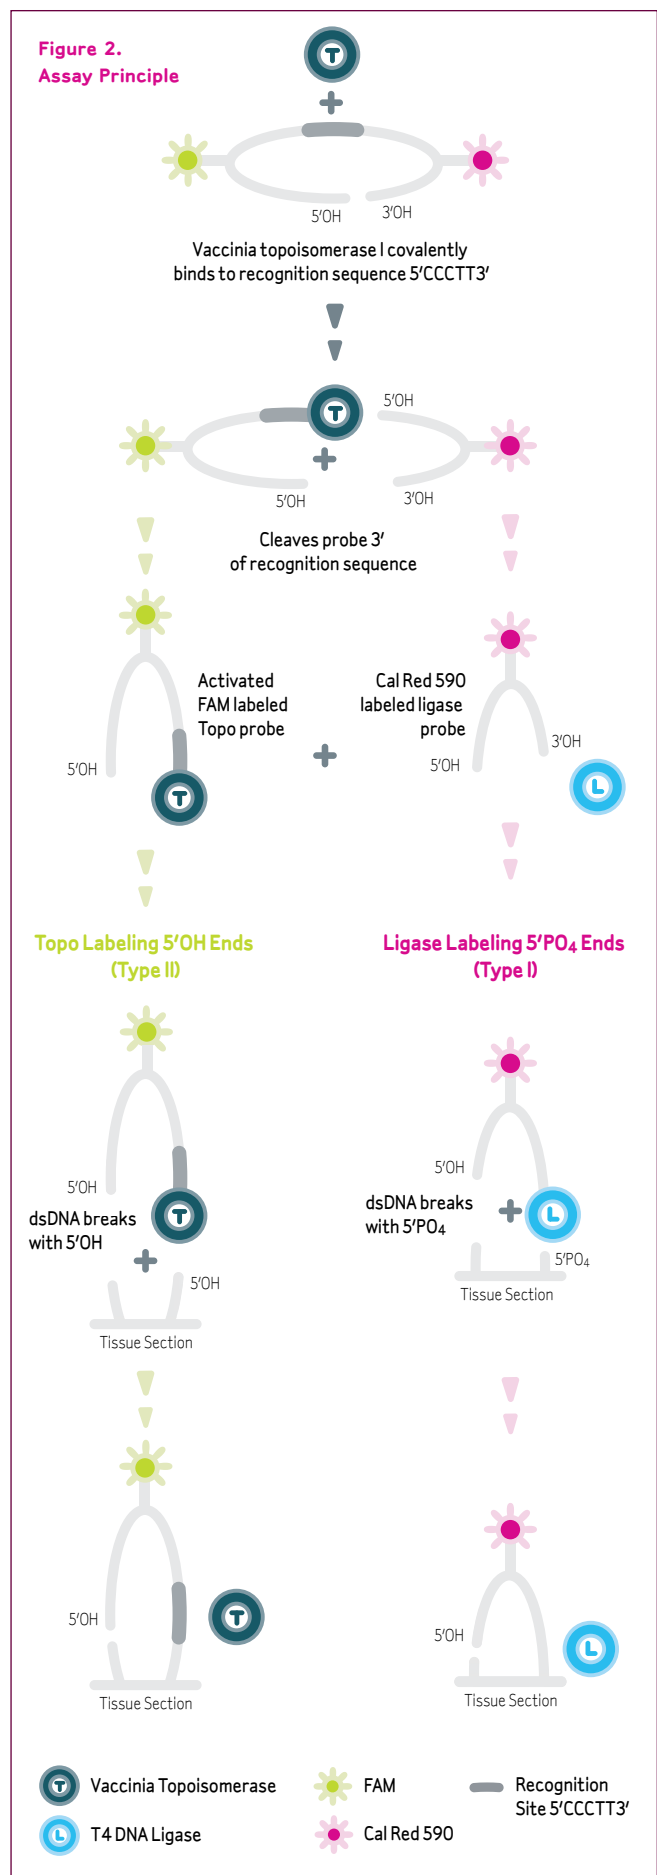 Figure 2.
Assay Principle
T
5'OH
3'OH
Vaccinia topoisomerase I covalently
binds to recognition sequence 5'CCCTT3'
T
5'OH
5'OH
3'OH
Cleaves probe 3'
of recognition sequence
Activated
FAM labeled
Topo probe
Cal Red 590
labeled ligase
probe
5'OH
T
5'OH
3'OH
L
Topo Labeling 5'OH Ends
(Type II)
Ligase Labeling 5'PO4 Ends
(Type I)
5'OH
T
dsDNA breaks
with 5'OH
5'OH
Tissue Section
5'OH
dsDNA breaks
with 5'PO4
L
5'PO4
Tissue Section
5'OH
T
Tissue Section
5'OH
L
Tissue Section
T Vaccinia Topoisomerase
FAM
Recognition
Site 5'CCCTT3'
L T4 DNA Ligase
Cal Red 590